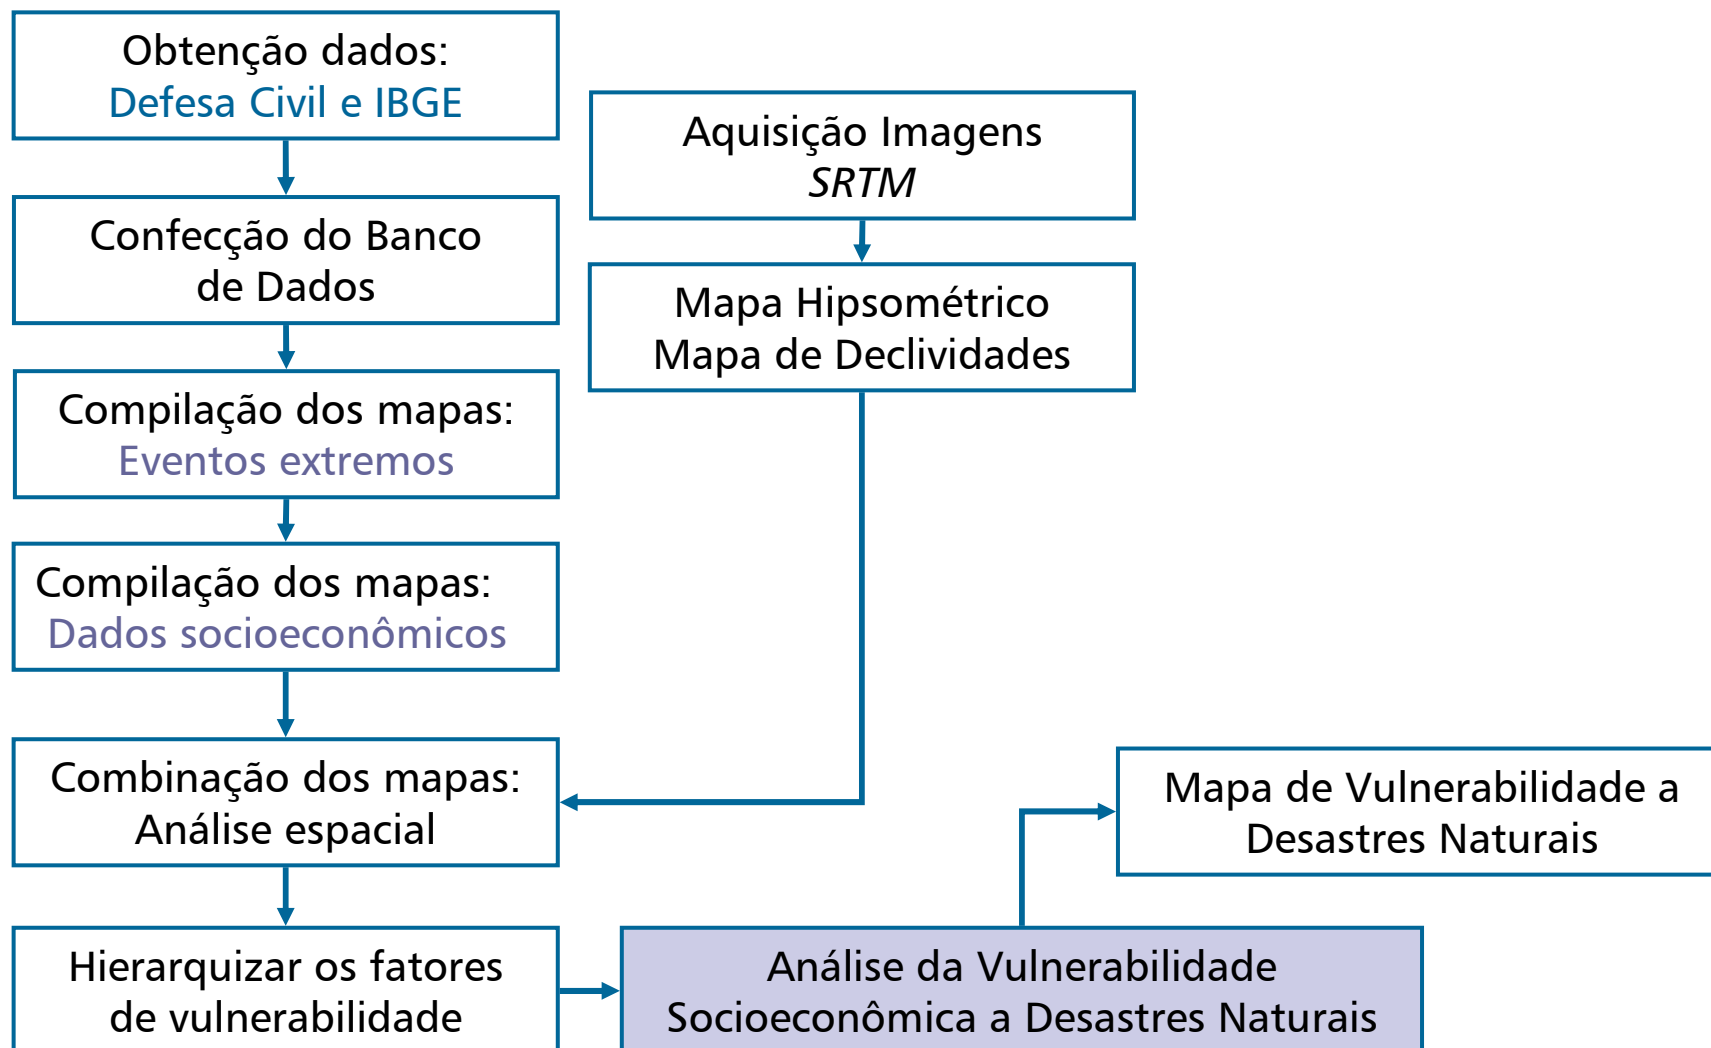 Obtenção dados:
Defesa Civil e IBGE
Confecção do Banco
de Dados
Compilação dos mapas:
Eventos extremos
Compilação dos mapas:
Dados socioeconômicos
Combinação dos mapas:
Análise espacial
Hierarquizar os fatores
de vulnerabilidade
Aquisição Imagens
SRTM
Mapa Hipsométrico
Mapa de Declividades
Análise da Vulnerabilidade
Socioeconômica a Desastres Naturais
Mapa de Vulnerabilidade a
Desastres Naturais